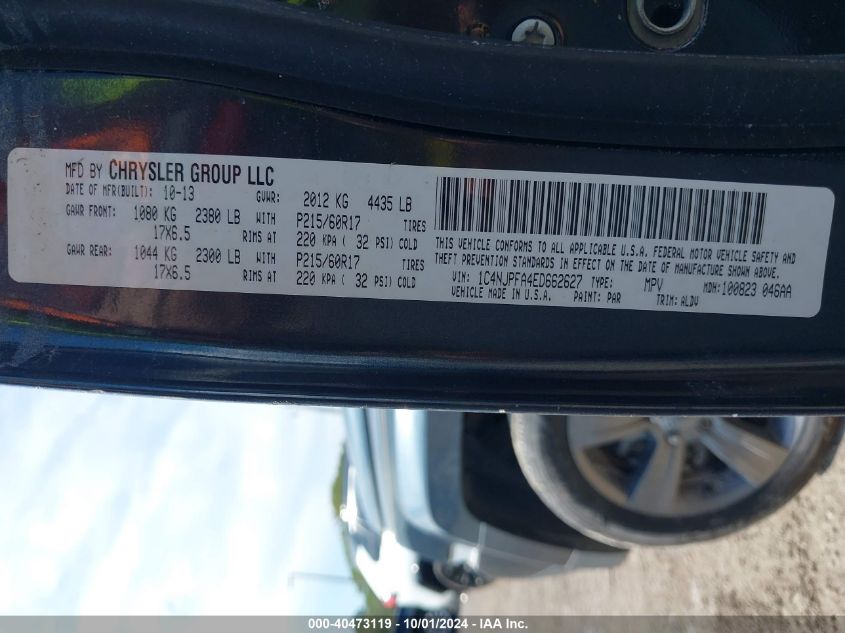 MFD BY CHRYSLER GROUP LLC
DATE OF MFR(BUILT): 10-13 GVWR: 2012 KG 4435 LB
GAWR FRONT: 1080 KG 2380 LB WITH P215/60R17 TIRES
17X6.5 RIMS AT 220 KPA ( 32 PSI) COLD
GAWR REAR: 1044 KG 2300 LB WITH P215/60R17 TIRES
17X6.5 RIMS AT 220 KPA ( 32 PSI) COLD
THIS VEHICLE CONFORMS TO ALL APPLICABLE U.S.A. FEDERAL MOTOR VEHICLE SAFETY AND
THEFT PREVENTION STANDARDS IN EFFECT ON THE DATE OF MANUFACTURE SHOWN ABOVE.
VIN: 1C4NJPFA4ED662627 TYPE: MPV MDH:100823 046AA
VEHICLE MADE IN U.S.A. PAINT: PAR TRIM: ALDV
000-40473119 - 10/01/2024 - IAA Inc.